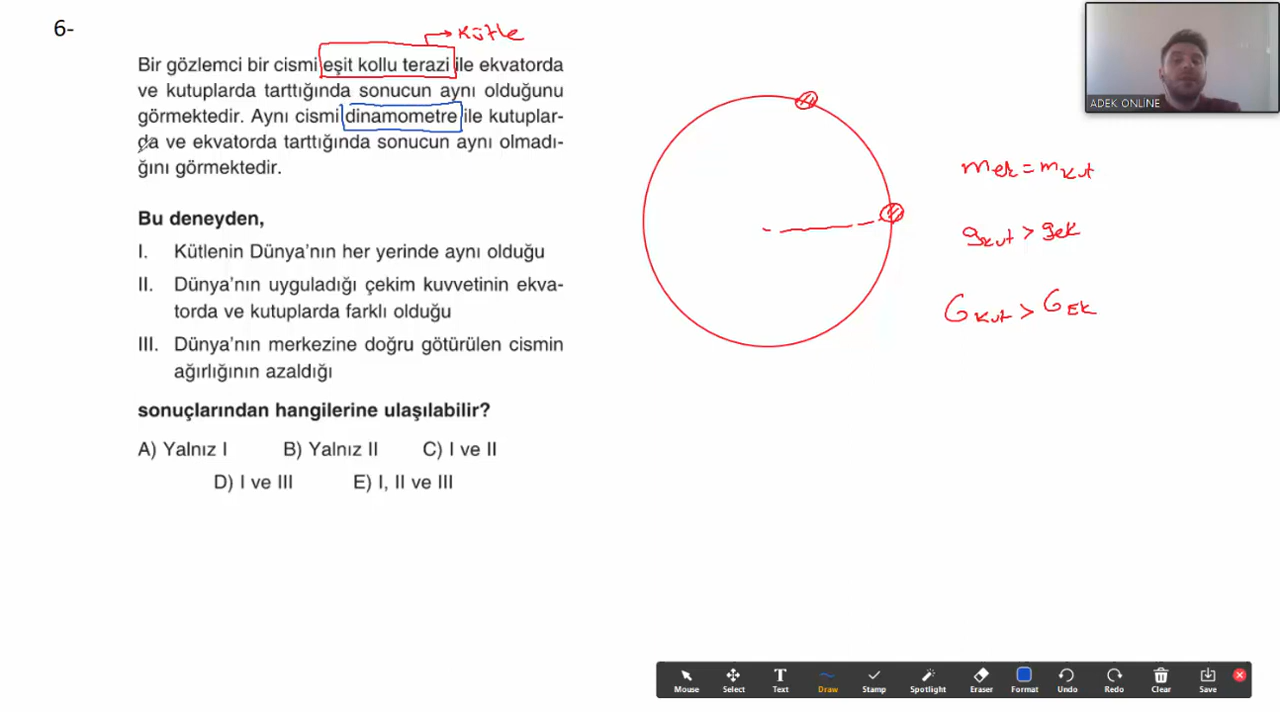 6-
Kütle
Bir gözlemci bir cismi eşit kollu terazi ile ekvatorda
ve kutuplarda tarttığında sonucun aynı olduğunu
görmektedir. Aynı cismi dinamometre ile kutuplar-
da ve ekvatorda tarttığında sonucun aynı olmadı-
ğını görmektedir.
Bu deneyden,
I. Kütlenin Dünya'nın her yerinde aynı olduğu
II. Dünya'nın uyguladığı çekim kuvvetinin ekva-
torda ve kutuplarda farklı olduğu
III. Dünya'nın merkezine doğru götürülen cismin
ağırlığının azaldığı
sonuçlarından hangilerine ulaşılabilir?
A) Yalnız I B) Yalnız II C) I ve II
D) I ve III E) I, II ve III
mek = mkut
gkut > gek
Gkut > GEk
ADEK ONLİNE
Mouse Select Text Draw Stamp Spotlight Eraser Format Undo Redo Clear Save